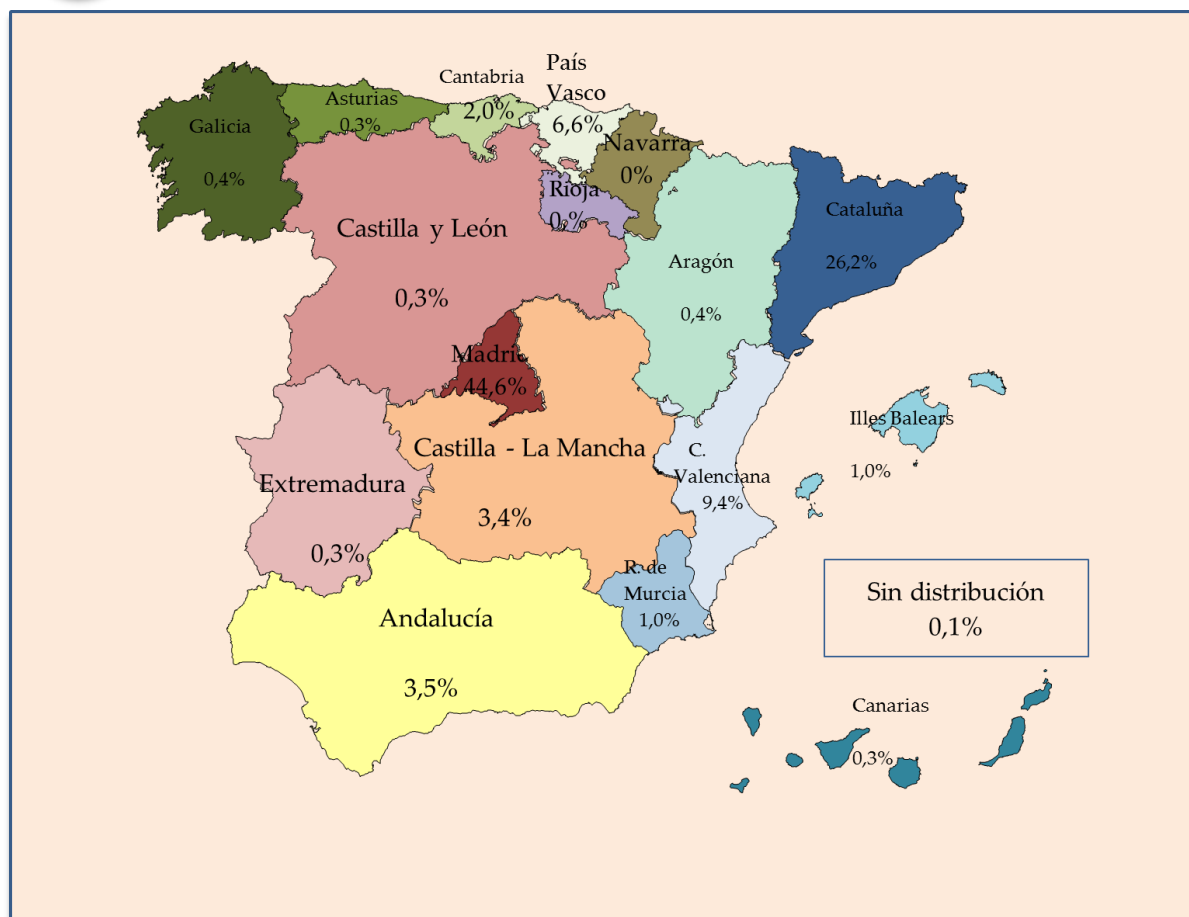 País
Vasco
Cantabria
6,6%
2,0%
Asturias
0.3%
Galicia
0,4%
Navarra
0%
Rioja
0,%
Cataluña
26,2%
Castilla y León
0,3%
Aragón
0,4%
Madrid
44,6%
Illes Balears
1,0%
Castilla - La Mancha
3,4%
C.
Valenciana
9,4%
Extremadura
0,3%
R. de
Murcia
1,0%
Andalucía
3,5%
Sin distribución
0,1%
Canarias
0,3%